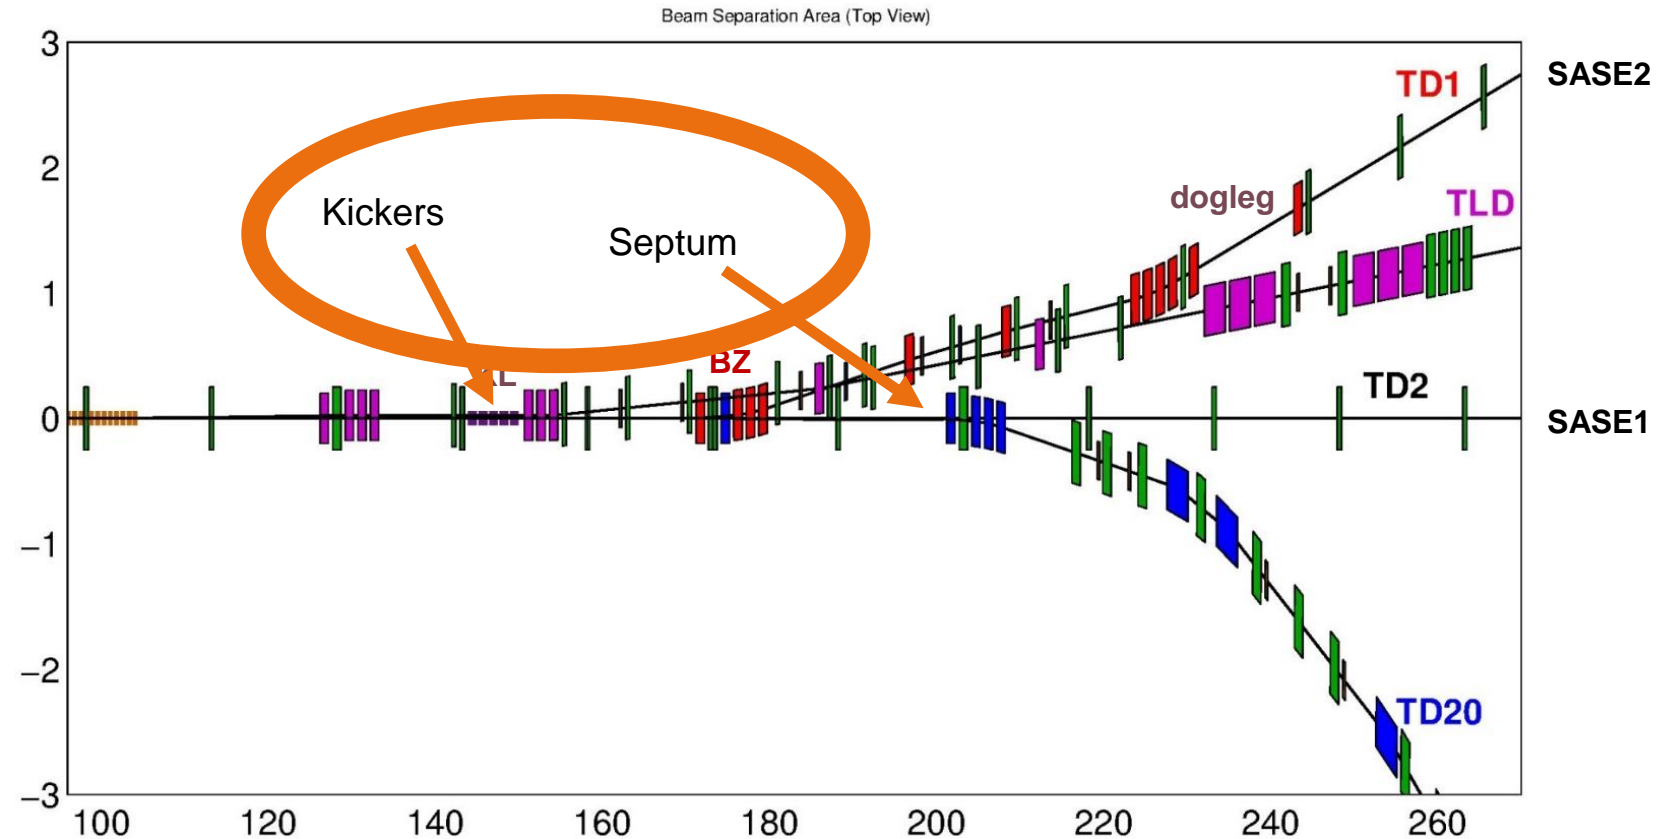 Beam Separation Area (Top View)
3
SASE2
TD1
2
dogleg
TLD
Kickers
Septum
1
BZ
TD2
0
SASE1
−1
−2
TD20
−3
100 120 140 160 180 200 220 240 260